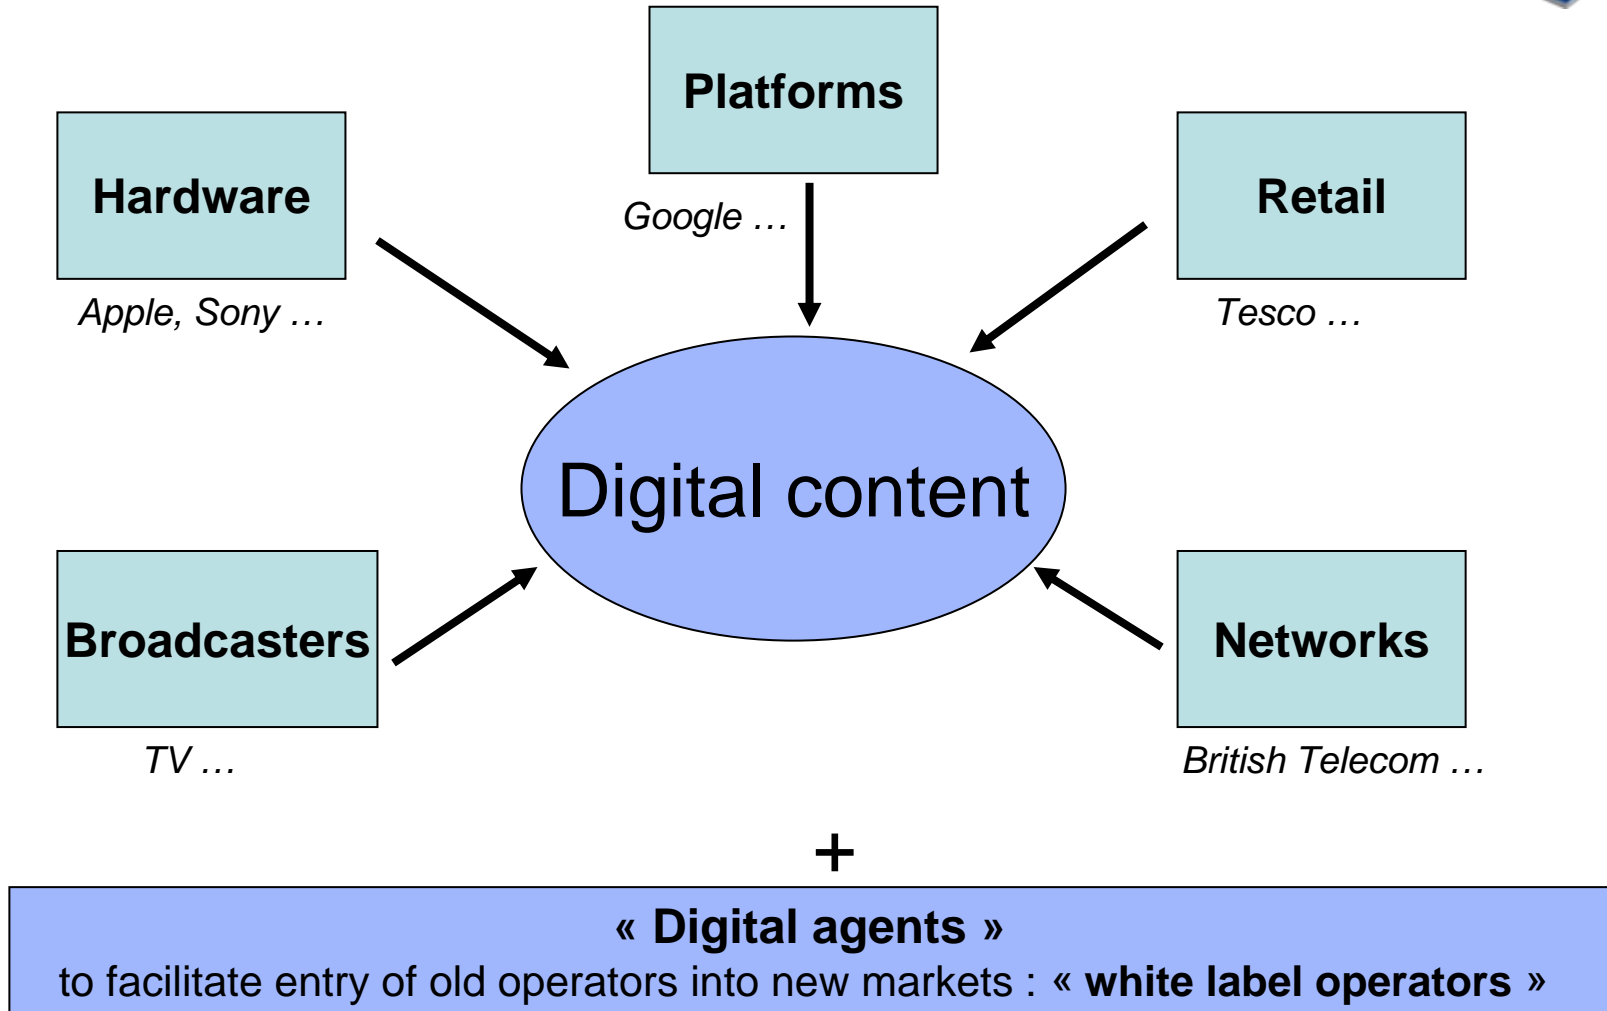 Platforms
Google …
Hardware
Apple, Sony …
Retail
Tesco …
Digital content
Broadcasters
TV …
Networks
British Telecom …
+
« Digital agents »
to facilitate entry of old operators into new markets : « white label operators »